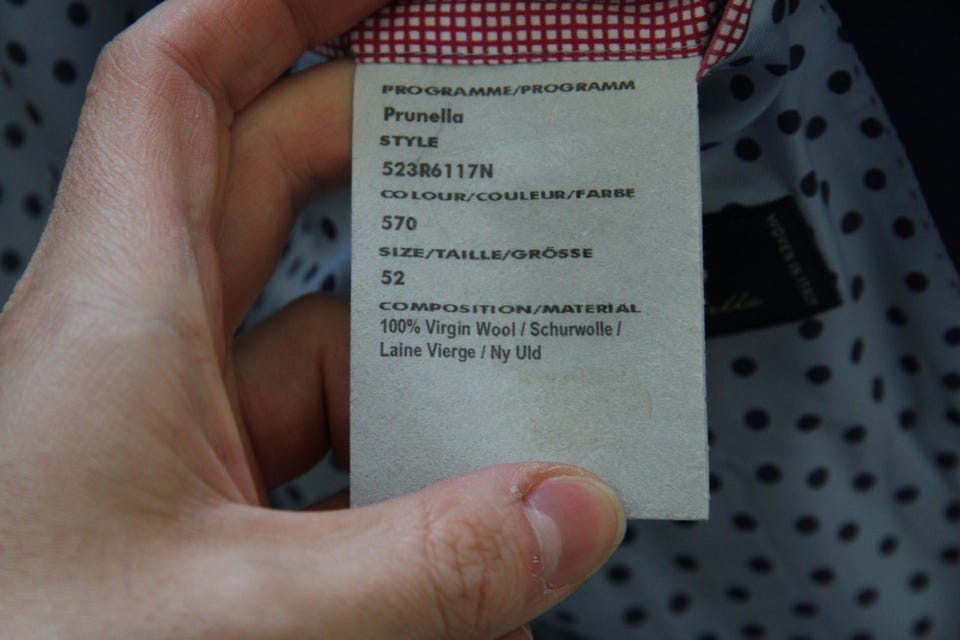 PROGRAMME/PROGRAMM
Prunella
STYLE
523R6117N
COLOUR/COULEUR/FARBE
570
SIZE/TAILLE/GRÖSSE
52
COMPOSITION/MATERIAL
100% Virgin Wool / Schurwolle /
Laine Vierge / Ny Uld